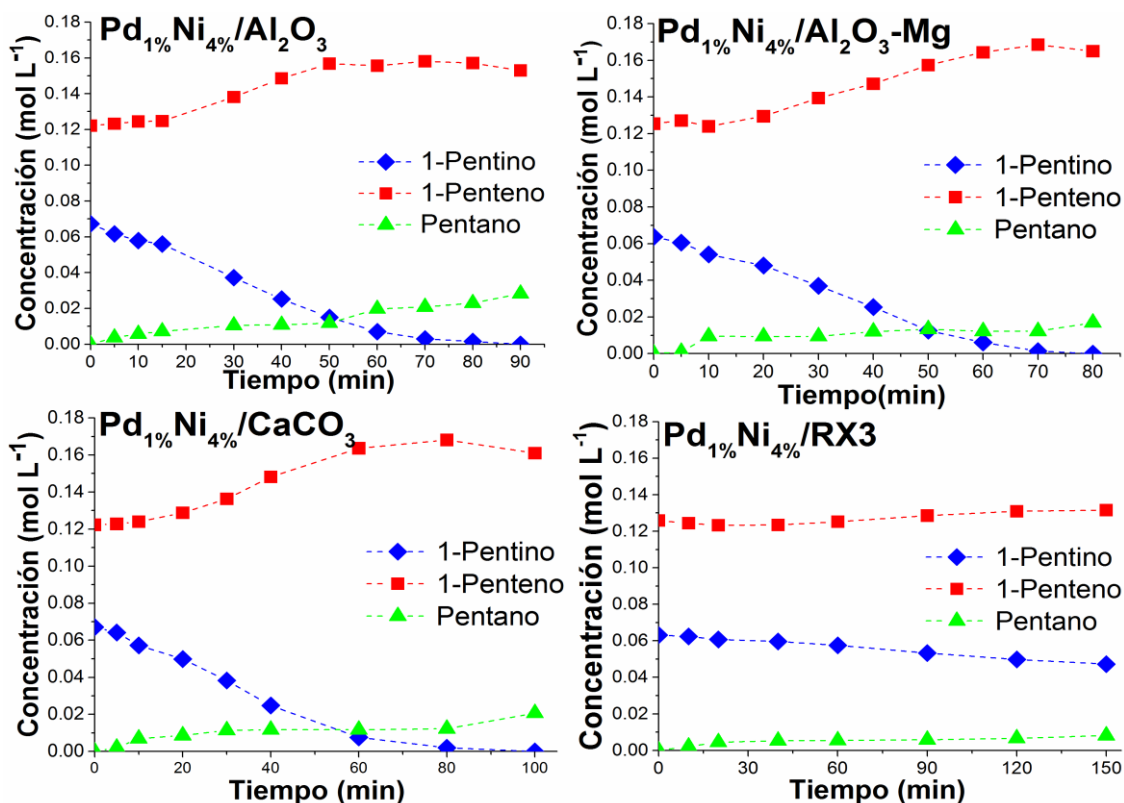 Pd1%Ni4%/Al2O3
Concentración (mol L-1)
0.18
0.16
0.14
0.12
0.10
0.08
0.06
0.04
0.02
0.00
1-Pentino
1-Penteno
Pentano
0 10 20 30 40 50 60 70 80 90
Tiempo (min)
Pd1%Ni4%/Al2O3-Mg
Concentración (mol L-1)
0.18
0.16
0.14
0.12
0.10
0.08
0.06
0.04
0.02
0.00
1-Pentino
1-Penteno
Pentano
0 10 20 30 40 50 60 70 80
Tiempo(min)
Pd1%Ni4%/CaCO3
Concentración (mol L-1)
0.18
0.16
0.14
0.12
0.10
0.08
0.06
0.04
0.02
0.00
1-Pentino
1-Penteno
Pentano
0 20 40 60 80 100
Tiempo (min)
Pd1%Ni4%/RX3
Concentración (mol L-1)
0.18
0.16
0.14
0.12
0.10
0.08
0.06
0.04
0.02
0.00
1-Pentino
1-Penteno
Pentano
0 30 60 90 120 150
Tiempo (min)